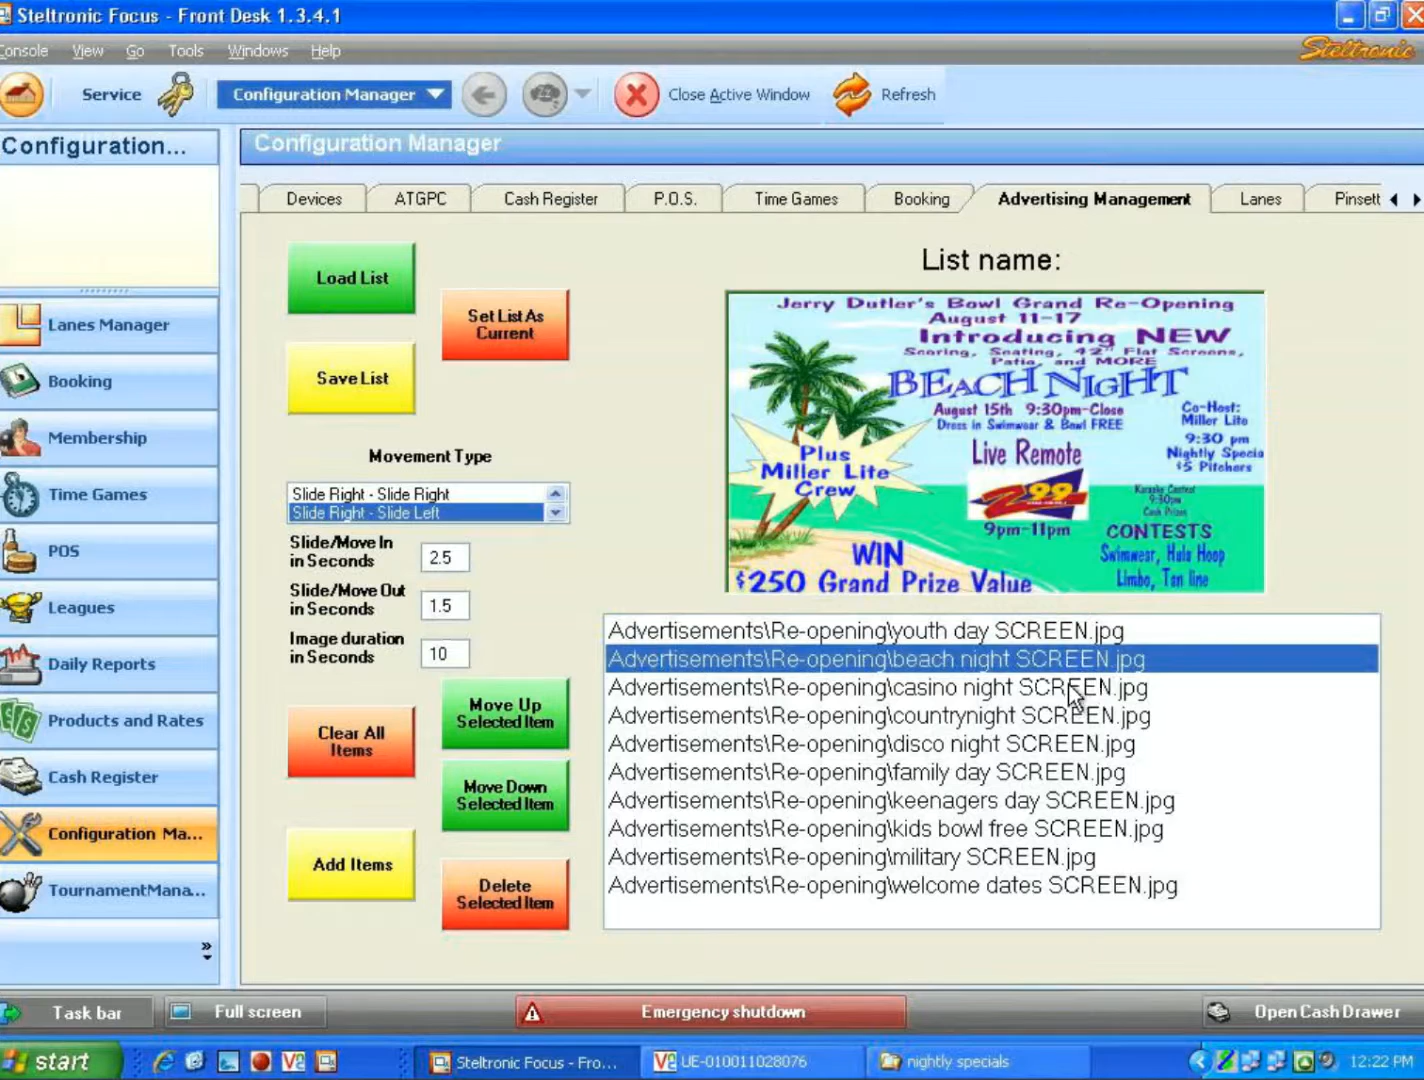 Steltronic Focus - Front Desk 1.3.4.1
Console View Go Tools Windows Help
Steltronic
Service
Configuration Manager
Close Active Window
Refresh
Configuration...
Configuration Manager
Devices
ATGPC
Cash Register
P.O.S.
Time Games
Booking
Advertising Management
Lanes
Pinsett
Load List
Set List As
Current
Save List
List name:
Jerry Dutler's Bowl Grand Re-Opening
August 11-17
Introducing NEW
Scoring, Seating, 42" Flat Screens,
Patio, and MORE
BEACH NIGHT
August 15th 9:30pm-Close
Dress in Swimwear & Bowl FREE
Co-Host:
Miller Lite
9:30 pm
Nightly Specia
$5 Pitchers
Live Remote
Z99
9pm-11pm
Plus
Miller Lite
Crew
Karaoke Contest
9:30pm
Cash Prizes
CONTESTS
Swimwear, Hula Hoop
Limbo, Tan line
WIN
$250 Grand Prize Value
Movement Type
Slide Right - Slide Right
Slide Right - Slide Left
Slide/Move In
in Seconds
2.5
Slide/Move Out
in Seconds
1.5
Image duration
in Seconds
10
Clear All
Items
Move Up
Selected Item
Move Down
Selected Item
Add Items
Delete
Selected Item
Advertisements\Re-opening\youth day SCREEN.jpg
Advertisements\Re-opening\beach night SCREEN.jpg
Advertisements\Re-opening\casino night SCREEN.jpg
Advertisements\Re-opening\countrynight SCREEN.jpg
Advertisements\Re-opening\disco night SCREEN.jpg
Advertisements\Re-opening\family day SCREEN.jpg
Advertisements\Re-opening\keenagers day SCREEN.jpg
Advertisements\Re-opening\kids bowl free SCREEN.jpg
Advertisements\Re-opening\military SCREEN.jpg
Advertisements\Re-opening\welcome dates SCREEN.jpg
Lanes Manager
Booking
Membership
Time Games
POS
Leagues
Daily Reports
Products and Rates
Cash Register
Configuration Ma...
TournamentMana...
Task bar
Full screen
Emergency shutdown
Open Cash Drawer
start
Steltronic Focus - Fro...
UE-010011028076
nightly specials
12:22 PM